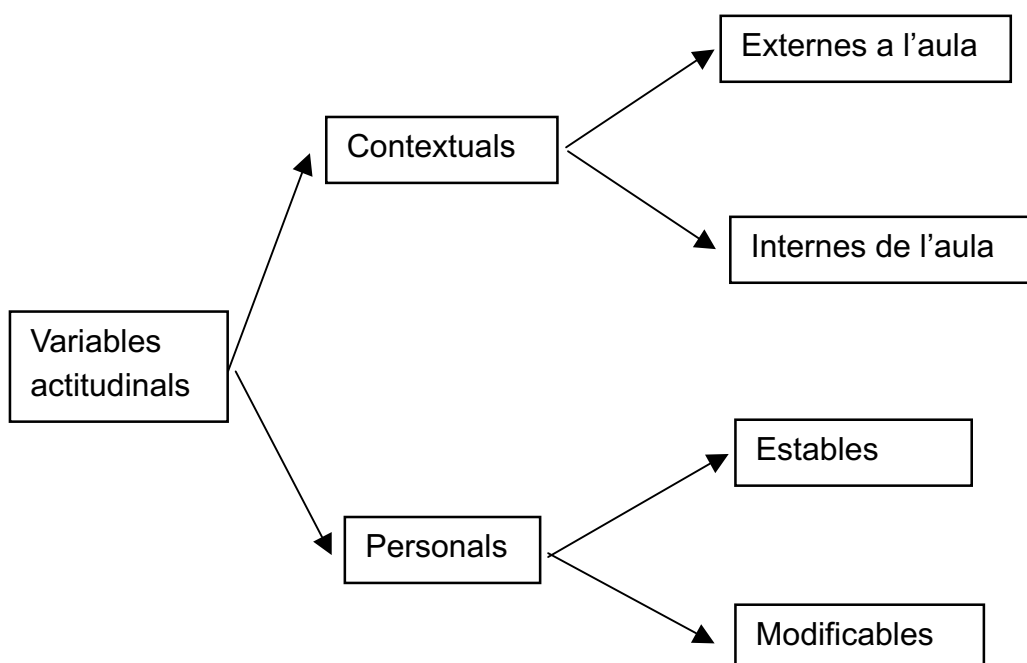 Externes a l’aula
Contextuals
Internes de l’aula
Variables
actitudinals
Estables
Personals
Modificables